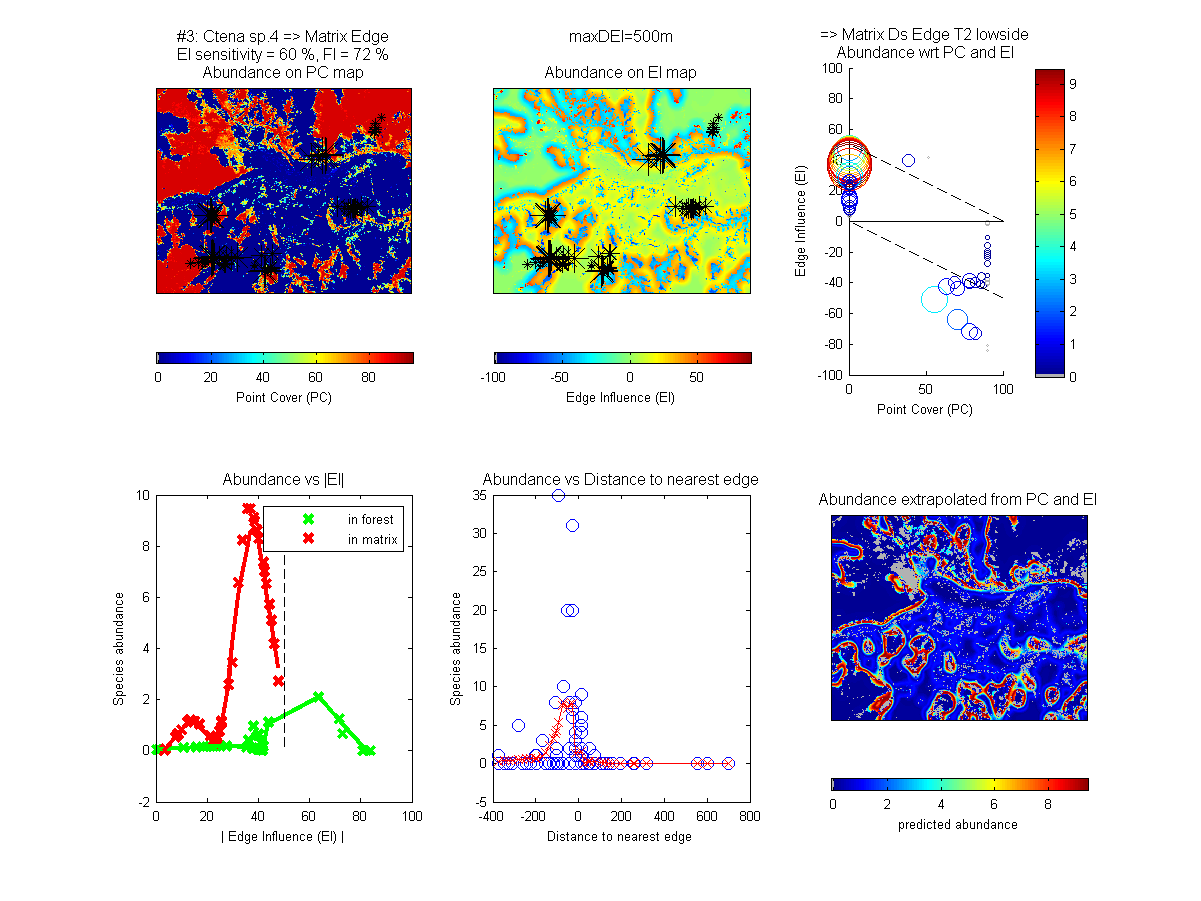 #3: Ctena sp.4 => Matrix Edge
EI sensitivity = 60 %, FI = 72 %
Abundance on PC map
0 20 40 60 80
Point Cover (PC)
maxDEI=500m
Abundance on EI map
-100 -50 0 50
Edge Influence (EI)
=> Matrix Ds Edge T2 lowside
Abundance wrt PC and EI
100
80
60
20
0
-20
-40
-60
-80
-100
Edge Influence (EI)
0 50 100
Point Cover (PC)
9
8
7
6
5
4
3
2
1
0
Abundance vs |EI|
in forest
in matrix
10
8
6
4
2
0
-2
Species abundance
0 20 40 60 80 100
| Edge Influence (EI) |
Abundance vs Distance to nearest edge
35
30
25
20
15
10
5
0
-5
Species abundance
-400 -200 0 200 400 600 800
Distance to nearest edge
Abundance extrapolated from PC and EI
0 2 4 6 8
predicted abundance